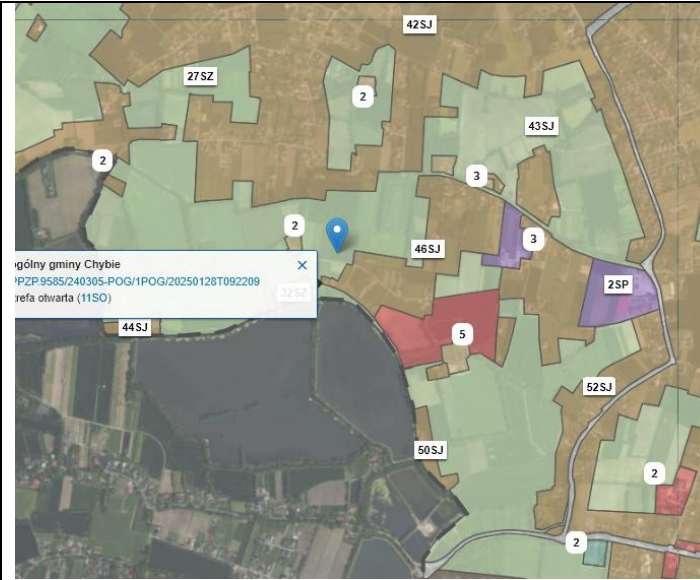 42SJ
27SZ
2
43SJ
2
3
2
3
46SJ
ogólny gminy Chybie
PPZP.9585/240305-POG/1POG/20250128T092209
trefa otwarta (11SO)
32SZ
2SP
44SJ
5
52SJ
50SJ
2
2